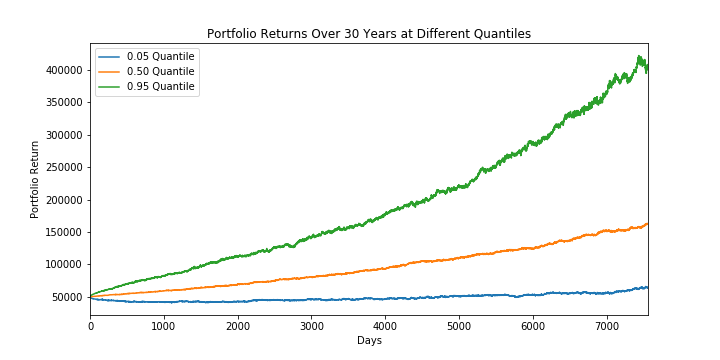 Portfolio Returns Over 30 Years at Different Quantiles
0.05 Quantile
0.50 Quantile
0.95 Quantile
400000
350000
300000
250000
200000
150000
100000
50000
Portfolio Return
0 1000 2000 3000 4000 5000 6000 7000
Days